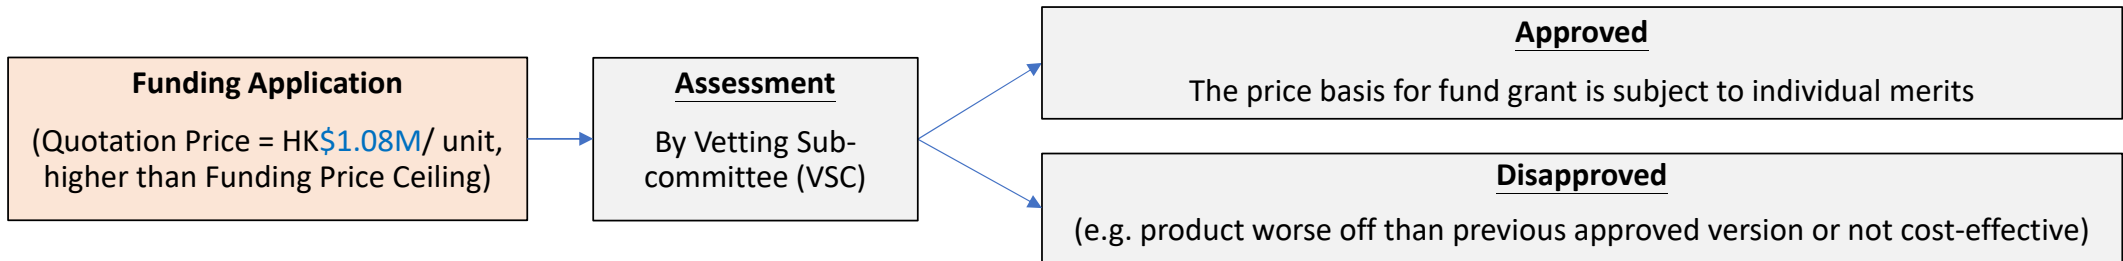 Funding Application
(Quotation Price = HK$1.08M/ unit,
higher than Funding Price Ceiling)
Assessment
By Vetting Sub-
committee (VSC)
Approved
The price basis for fund grant is subject to individual merits
Disapproved
(e.g. product worse off than previous approved version or not cost-effective)